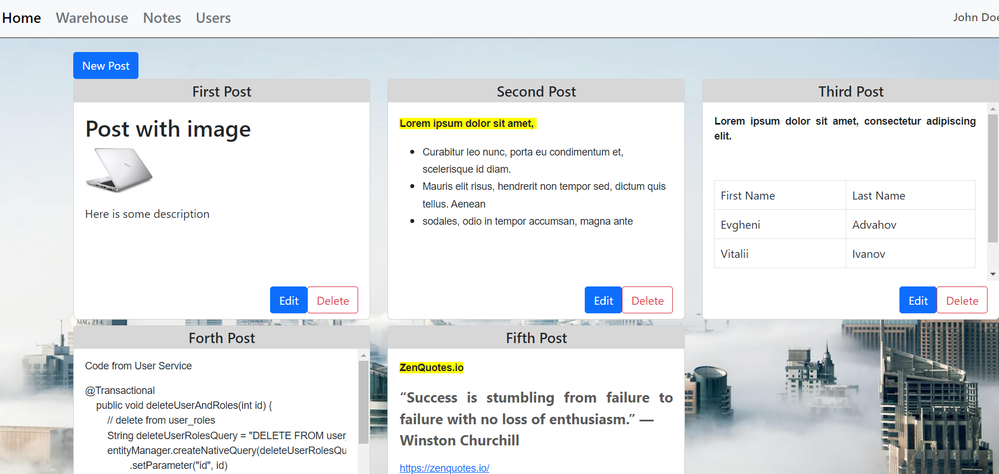 Home Warehouse Notes Users
John Doe
New Post
First Post
Post with image
Here is some description
Edit Delete
Second Post
Lorem ipsum dolor sit amet,
Curabitur leo nunc, porta eu condimentum et,
scelerisque id diam.
Mauris elit risus, hendrerit non tempor sed, dictum quis
tellus. Aenean
sodales, odio in tempor accumsan, magna ante
Edit Delete
Third Post
Lorem ipsum dolor sit amet, consectetur adipiscing
elit.
First Name Last Name
Evgheni Advahov
Vitalii Ivanov
Edit Delete
MAG 214
Forth Post
Code from User Service
@Transactional
public void deleteUserAndRoles(int id) {
// delete from user_roles
String deleteUserRolesQuery = "DELETE FROM user_
entityManager.createNativeQuery(deleteUserRolesQu
.setParameter("id", id)
Fifth Post
ZenQuotes.io
“Success is stumbling from failure to
failure with no loss of enthusiasm.” —
Winston Churchill
https://zenquotes.io/